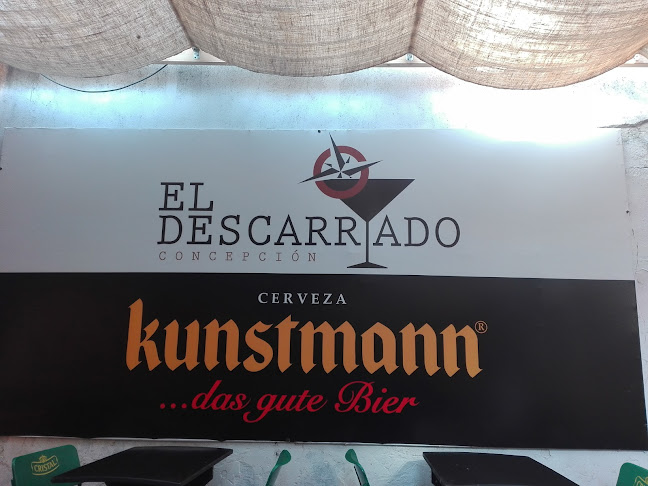 EL
DESCARRIADO
CONCEPCIÓN
CERVEZA
kunstmann®
...das gute Bier
CRISTAL